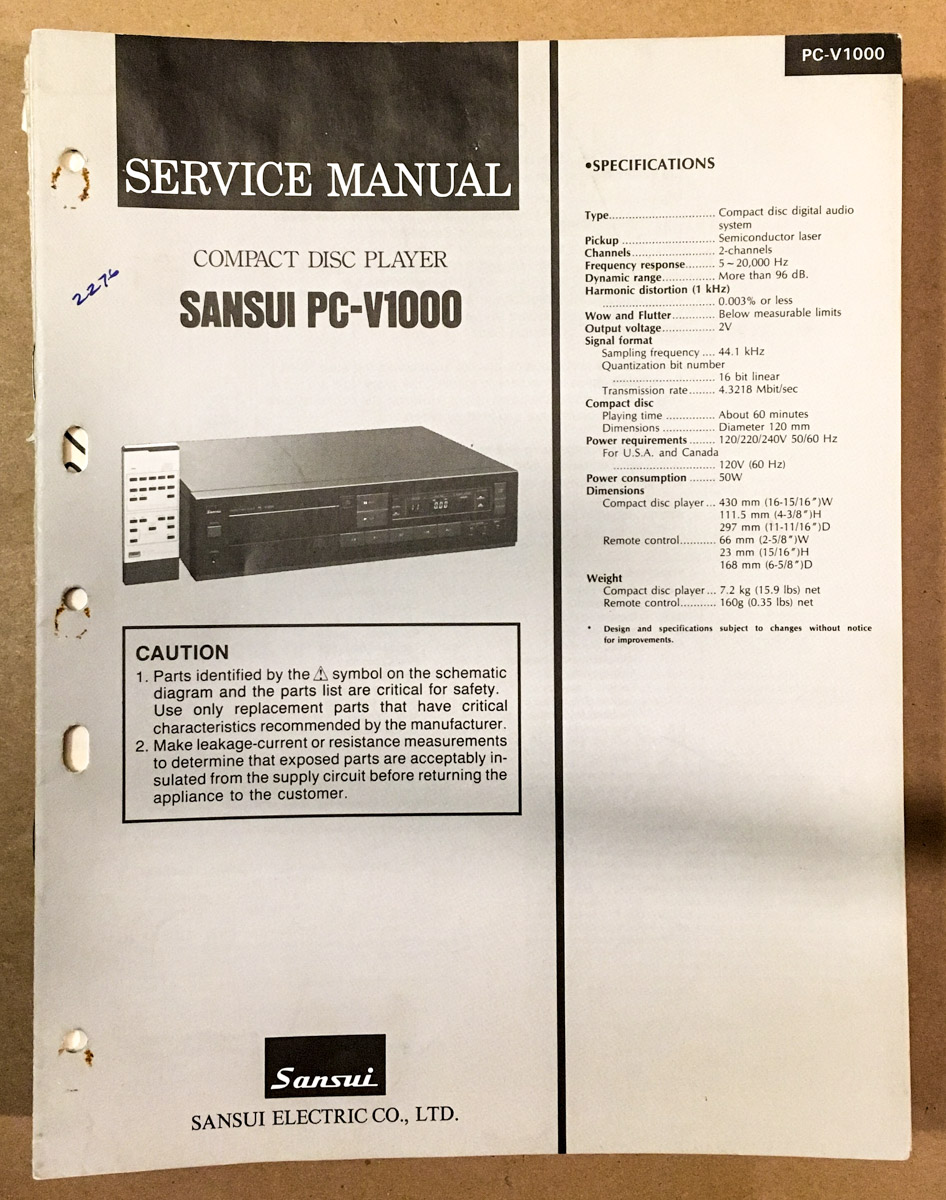 PC-V1000
SERVICE MANUAL
COMPACT DISC PLAYER
SANSUI PC-V1000
2276
CAUTION
1. Parts identified by the ⚠ symbol on the schematic
diagram and the parts list are critical for safety.
Use only replacement parts that have critical
characteristics recommended by the manufacturer.
2. Make leakage-current or resistance measurements
to determine that exposed parts are acceptably in-
sulated from the supply circuit before returning the
appliance to the customer.
Sansui
SANSUI ELECTRIC CO., LTD.
•SPECIFICATIONS
Type.............................. Compact disc digital audio
system
Pickup .......................... Semiconductor laser
Channels....................... 2-channels
Frequency response........ 5 ~ 20,000 Hz
Dynamic range............... More than 96 dB.
Harmonic distortion (1 kHz)
................................ 0.003% or less
Wow and Flutter............ Below measurable limits
Output voltage............... 2V
Signal format
Sampling frequency .... 44.1 kHz
Quantization bit number
............................. 16 bit linear
Transmission rate........ 4.3218 Mbit/sec
Compact disc
Playing time .............. About 60 minutes
Dimensions ............... Diameter 120 mm
Power requirements ........ 120/220/240V 50/60 Hz
For U.S.A. and Canada
............................. 120V (60 Hz)
Power consumption ........ 50W
Dimensions
Compact disc player... 430 mm (16-15/16″)W
111.5 mm (4-3/8″)H
297 mm (11-11/16″)D
Remote control........... 66 mm (2-5/8″)W
23 mm (15/16″)H
168 mm (6-5/8″)D
Weight
Compact disc player... 7.2 kg (15.9 lbs) net
Remote control........... 160g (0.35 lbs) net
* Design and specifications subject to changes without notice
for improvements.